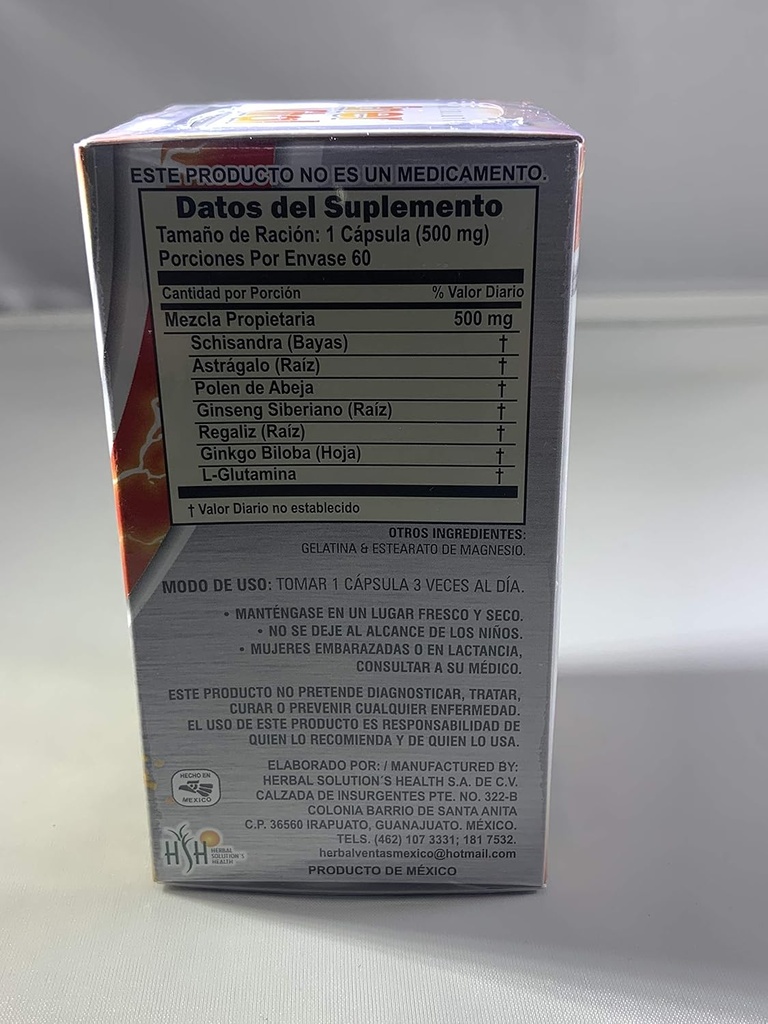 ESTE PRODUCTO NO ES UN MEDICAMENTO.
Datos del Suplemento
Tamaño de Ración: 1 Cápsula (500 mg)
Porciones Por Envase 60
Cantidad por Porción % Valor Diario
Mezcla Propietaria 500 mg
Schisandra (Bayas) †
Astrágalo (Raíz) †
Polen de Abeja †
Ginseng Siberiano (Raíz) †
Regaliz (Raíz) †
Ginkgo Biloba (Hoja) †
L-Glutamina †
† Valor Diario no establecido
OTROS INGREDIENTES:
GELATINA & ESTEARATO DE MAGNESIO.
MODO DE USO: TOMAR 1 CÁPSULA 3 VECES AL DÍA.
• MANTÉNGASE EN UN LUGAR FRESCO Y SECO.
• NO SE DEJE AL ALCANCE DE LOS NIÑOS.
• MUJERES EMBARAZADAS O EN LACTANCIA,
CONSULTAR A SU MÉDICO.
ESTE PRODUCTO NO PRETENDE DIAGNOSTICAR, TRATAR,
CURAR O PREVENIR CUALQUIER ENFERMEDAD.
EL USO DE ESTE PRODUCTO ES RESPONSABILIDAD DE
QUIEN LO RECOMIENDA Y DE QUIEN LO USA.
ELABORADO POR: / MANUFACTURED BY:
HERBAL SOLUTION´S HEALTH S.A. DE C.V.
CALZADA DE INSURGENTES PTE. NO. 322-B
COLONIA BARRIO DE SANTA ANITA
C.P. 36560 IRAPUATO, GUANAJUATO. MÉXICO.
TELS. (462) 107 3331; 181 7532.
herbalventasmexico@hotmail.com
PRODUCTO DE MÉXICO
HECHO EN
MEXICO
HSH
HERBAL
SOLUTION´S
HEALTH